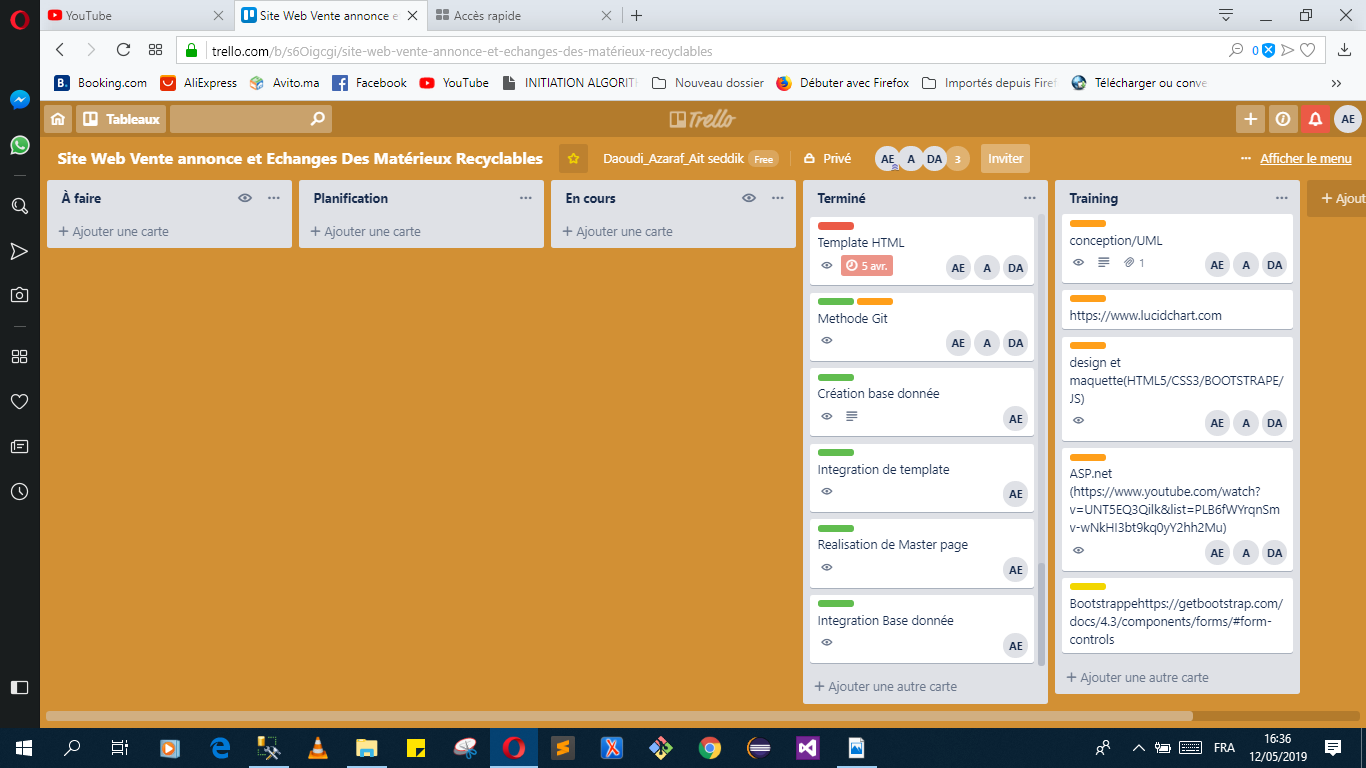 YouTube
Site Web Vente annonce e
Accès rapide
trello.com/b/s6Oigcgi/site-web-vente-annonce-et-echanges-des-matérieux-recyclables
0
B.
Booking.com
AliExpress
Avito.ma
Facebook
YouTube
INITIATION ALGORIT
Nouveau dossier
Débuter avec Firefox
Importés depuis Firef
Télécharger ou conve
Tableaux
Trello
AE
Site Web Vente annonce et Echanges Des Matérieux Recyclables
Daoudi_Azaraf_Ait seddik
Free
Privé
AE
A
DA
3
Inviter
Afficher le menu
À faire
+ Ajouter une carte
Planification
+ Ajouter une carte
En cours
+ Ajouter une carte
Terminé
Template HTML
5 avr.
AE A DA
Methode Git
AE A DA
Création base donnée
AE
Integration de template
AE
Realisation de Master page
AE
Integration Base donnée
AE
+ Ajouter une autre carte
Training
conception/UML
1
AE A DA
https://www.lucidchart.com
design et
maquette(HTML5/CSS3/BOOTSTRAPE/
JS)
AE A DA
ASP.net
(https://www.youtube.com/watch?
v=UNT5EQ3Qilk&list=PLB6fWYrqnSm
v-wNkHI3bt9kq0yY2hh2Mu)
AE A DA
Bootstrappehttps://getbootstrap.com/
docs/4.3/components/forms/#form-
controls
+ Ajouter une autre carte
+ Ajout
FRA
16:36
12/05/2019